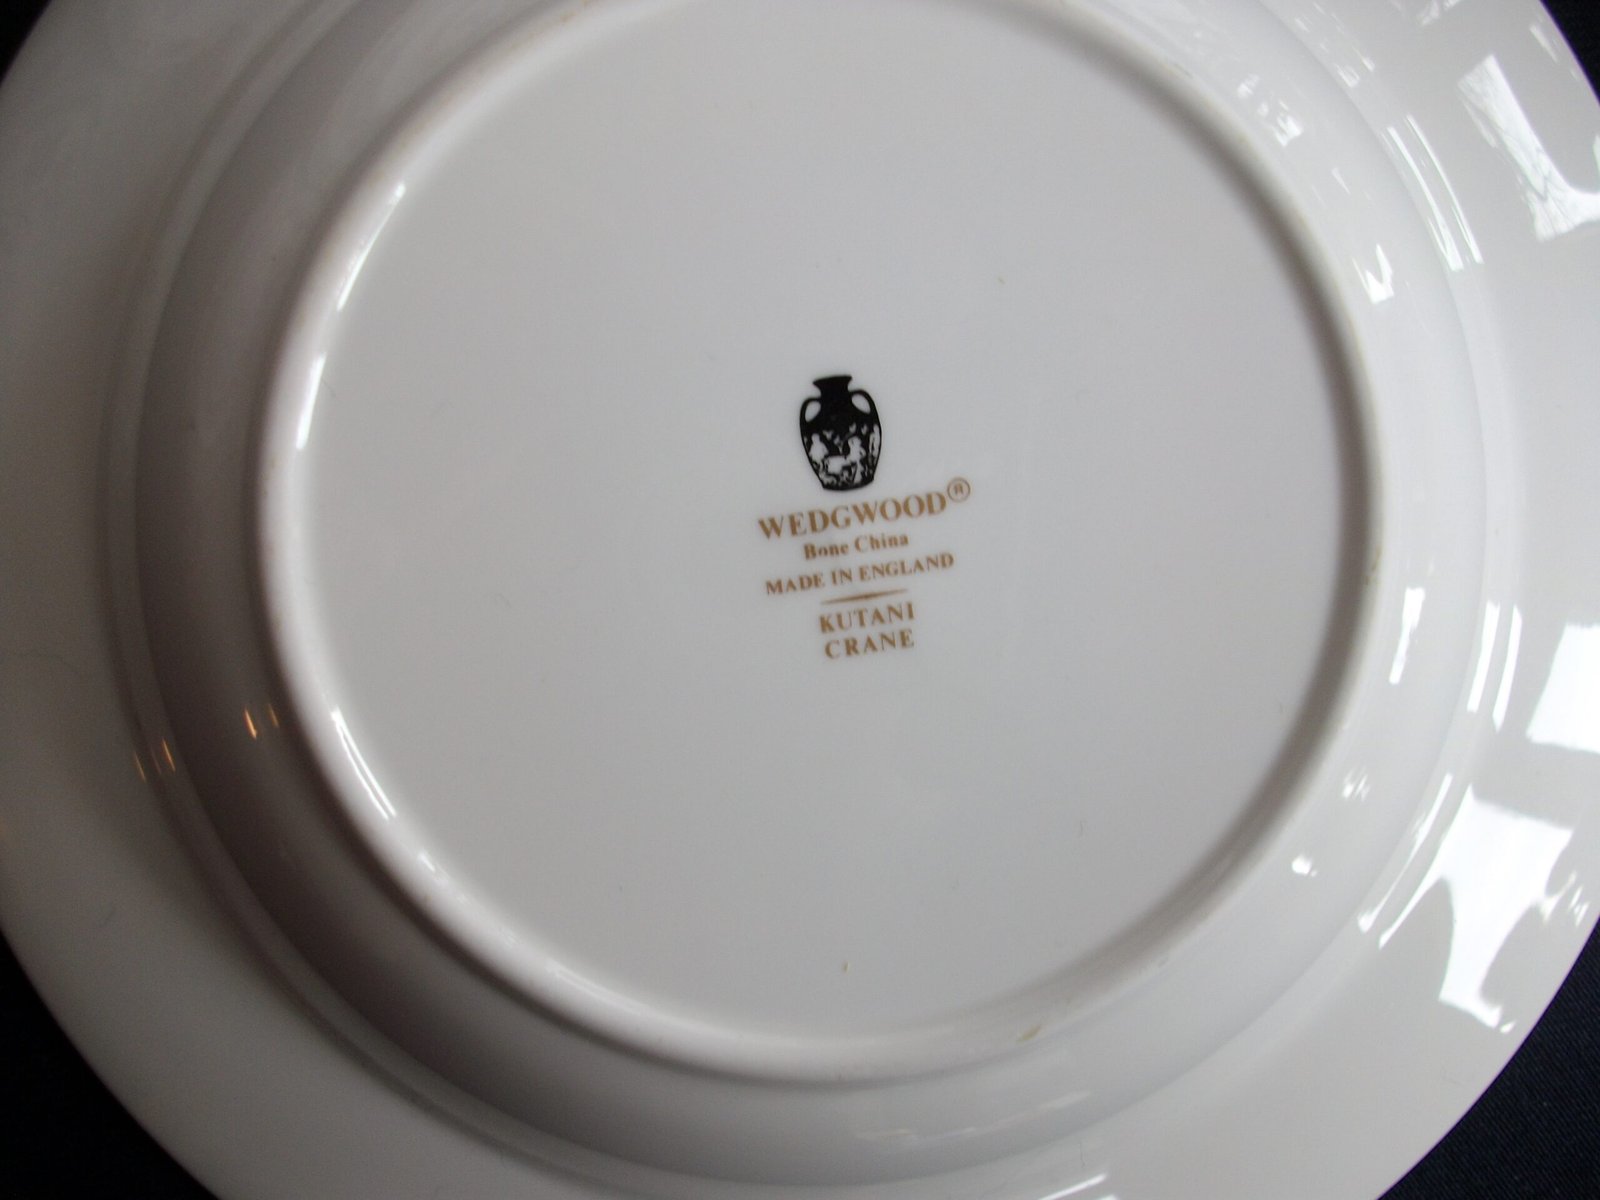 WEDGWOOD®
Bone China
MADE IN ENGLAND
KUTANI
CRANE